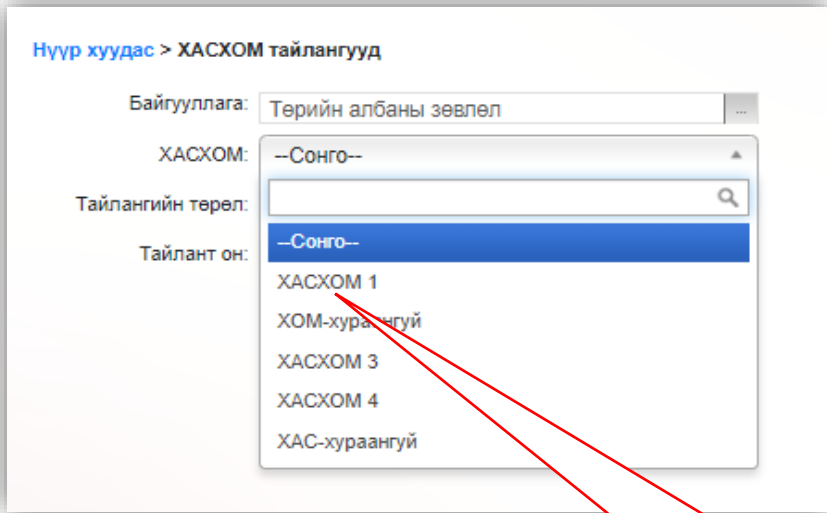 Нүүр хуудас > ХАСХОМ тайлангууд
Байгууллага: Төрийн албаны зөвлөл ...
ХАСХОМ: --Сонго--
Тайлангийн төрөл:
--Сонго--
Тайлант он:
ХАСХОМ 1
ХОМ-хураангуй
ХАСХОМ 3
ХАСХОМ 4
ХАС-хураангуй